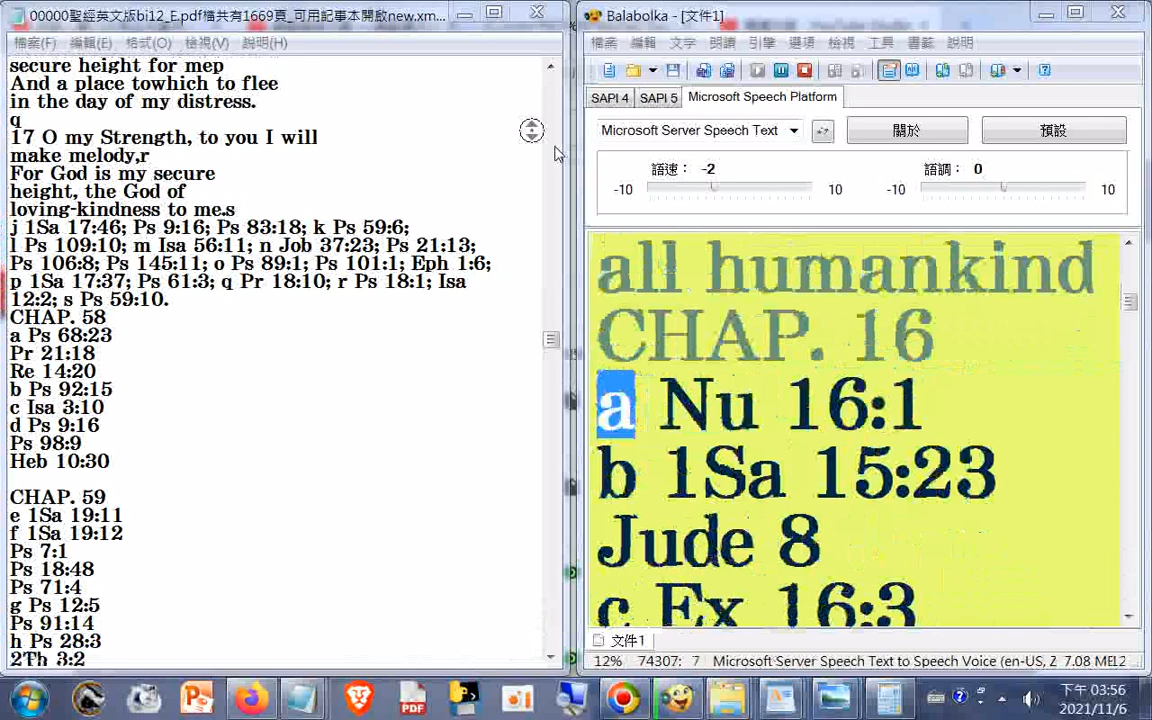 00000聖經英文版bi12_E.pdf檔共有1669頁_可用記事本開啟new.xm...
檔案(F) 編輯(E) 格式(O) 檢視(V) 說明(H)
secure height for mep
And a place towhich to flee
in the day of my distress.
q
17 O my Strength, to you I will
make melody,r
For God is my secure
height, the God of
loving-kindness to me.s
j 1Sa 17:46; Ps 9:16; Ps 83:18; k Ps 59:6;
l Ps 109:10; m Isa 56:11; n Job 37:23; Ps 21:13;
Ps 106:8; Ps 145:11; o Ps 89:1; Ps 101:1; Eph 1:6;
p 1Sa 17:37; Ps 61:3; q Pr 18:10; r Ps 18:1; Isa
12:2; s Ps 59:10.
CHAP. 58
a Ps 68:23
Pr 21:18
Re 14:20
b Ps 92:15
c Isa 3:10
d Ps 9:16
Ps 98:9
Heb 10:30
CHAP. 59
e 1Sa 19:11
f 1Sa 19:12
Ps 7:1
Ps 18:48
Ps 71:4
g Ps 12:5
Ps 91:14
h Ps 28:3
2Th 3:2
Balabolka - [文件1]
檔案 編輯 文字 朗讀 引擎 選項 檢視 工具 書籤 說明
SAPI 4 SAPI 5 Microsoft Speech Platform
Microsoft Server Speech Text 關於 預設
語速： -2 語調： 0
-10 10 -10 10
all humankind
CHAP. 16
a Nu 16:1
b 1Sa 15:23
Jude 8
c Ex 16:3
文件1
12% 74307: 7 Microsoft Server Speech Text to Speech Voice (en-US, Z 7.08 ME12
PDF
下午 03:56
2021/11/6